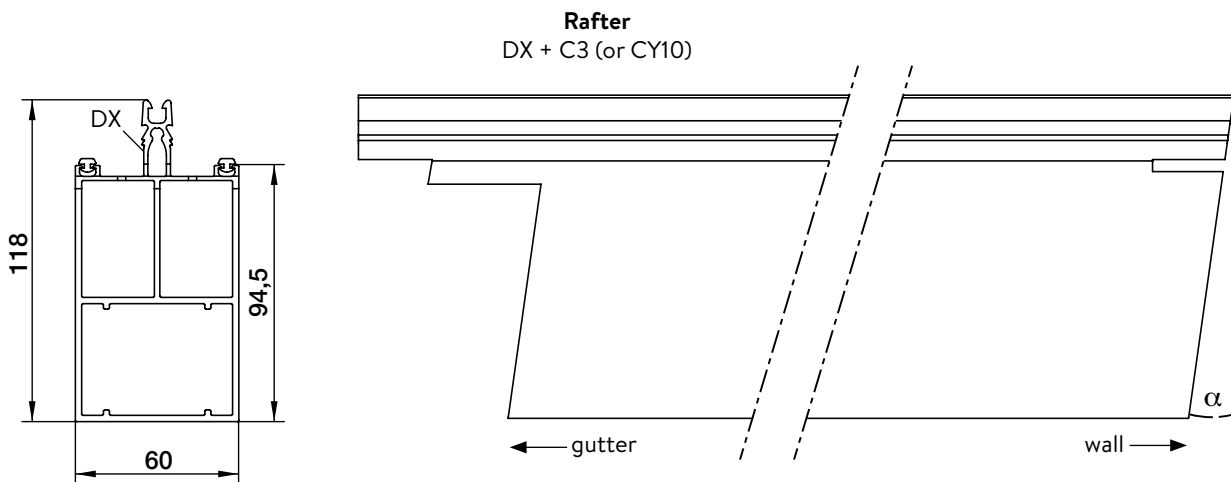 Rafter
DX + C3 (or CY10)
DX
118
94,5
60
gutter
wall
α